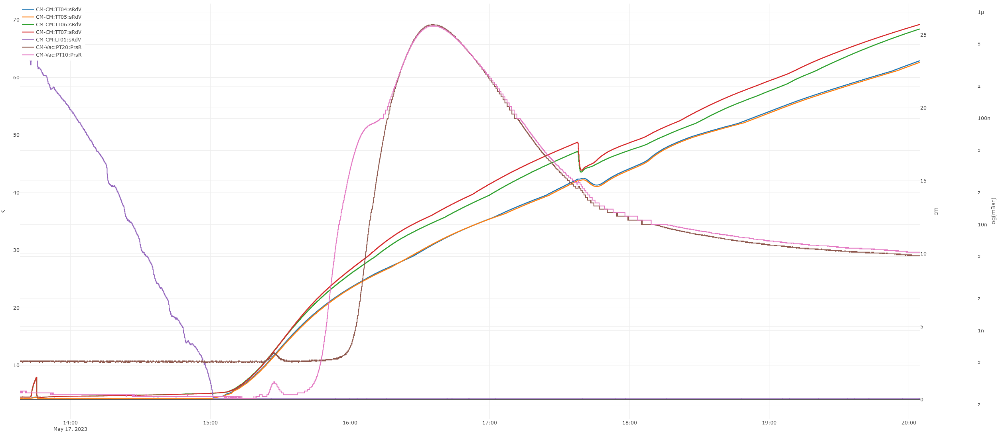 CM-CM:TT04:sRdV
CM-CM:TT05:sRdV
CM-CM:TT06:sRdV
CM-CM:TT07:sRdV
CM-CM:LT01:sRdV
CM-Vac:PT20:PrsR
CM-Vac:PT10:PrsR
70
60
50
40
30
20
10
K
25
20
15
10
5
0
cm
1μ
5
2
100n
5
2
10n
5
2
1n
5
2
log(mBar)
14:00
May 17, 2023
15:00
16:00
17:00
18:00
19:00
20:00